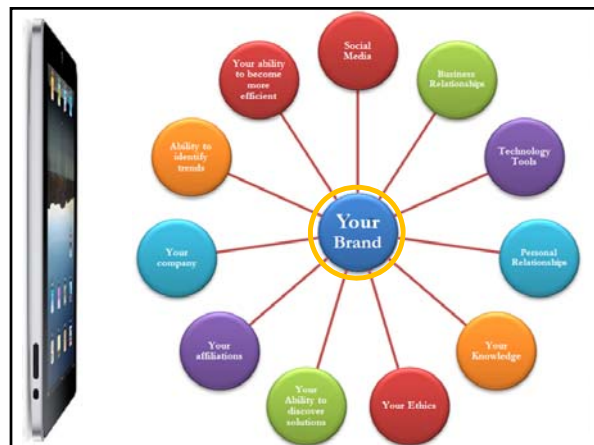 Social
Media
Business
Relationships
Technology
Tools
Personal
Relationships
Your
Knowledge
Your Ethics
Your
Ability to
discover
solutions
Your
affiliations
Your
company
Ability to
identify
trends
Your ability
to become
more
efficient
Your
Brand